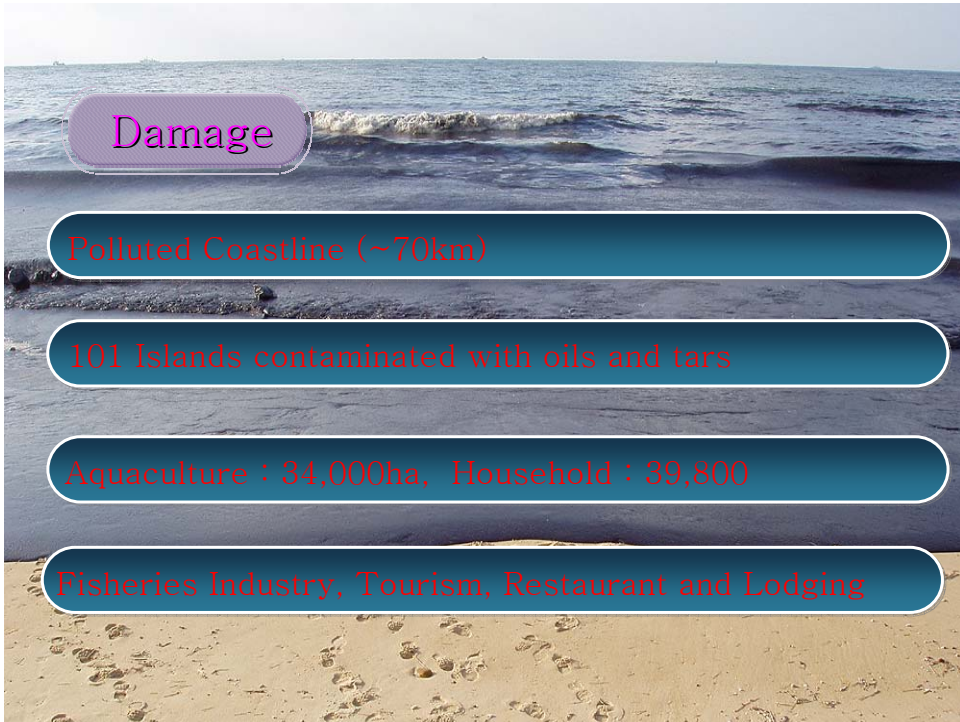 Damage
Polluted Coastline (~70km)
101 Islands contaminated with oils and tars
Aquaculture : 34,000ha, Household : 39,800
Fisheries Industry, Tourism, Restaurant and Lodging